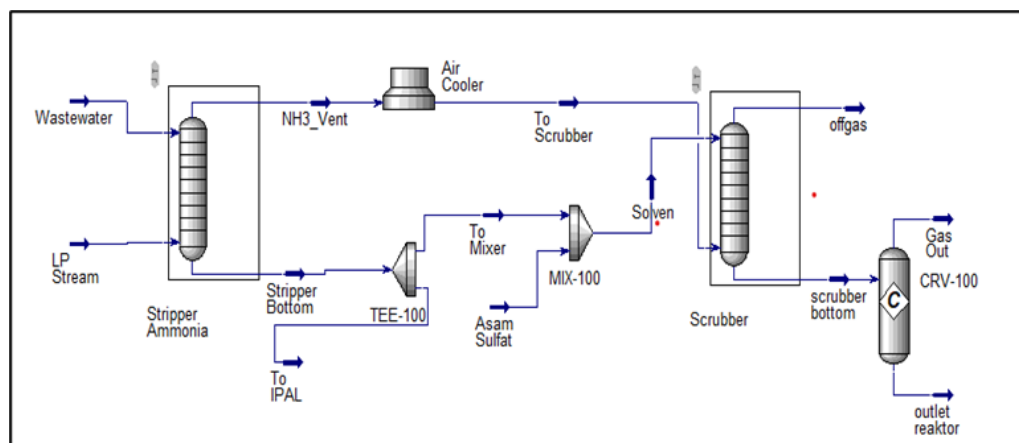 Air
Cooler
Wastewater
NH3_Vent
To
Scrubber
offgas
Solven
LP
Stream
Stripper
Bottom
To
Mixer
MIX-100
TEE-100
Stripper
Ammonia
Asam
Sulfat
To
IPAL
Scrubber
scrubber
bottom
Gas
Out
CRV-100
C
outlet
reaktor